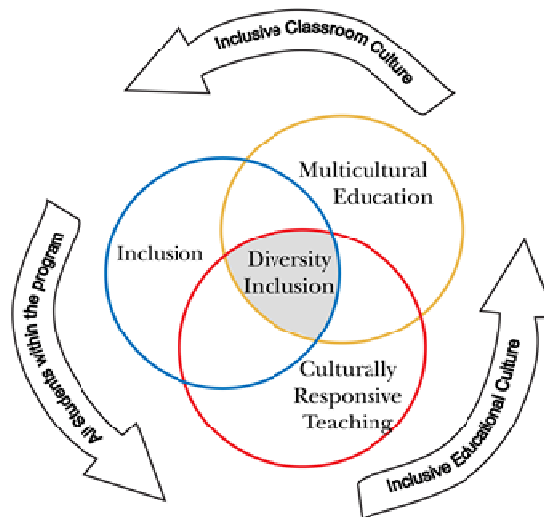 Inclusive Classroom Culture
Multicultural
Education
Inclusion
Diversity
Inclusion
Culturally
Responsive
Teaching
All Students within the program
Inclusive Educational Culture